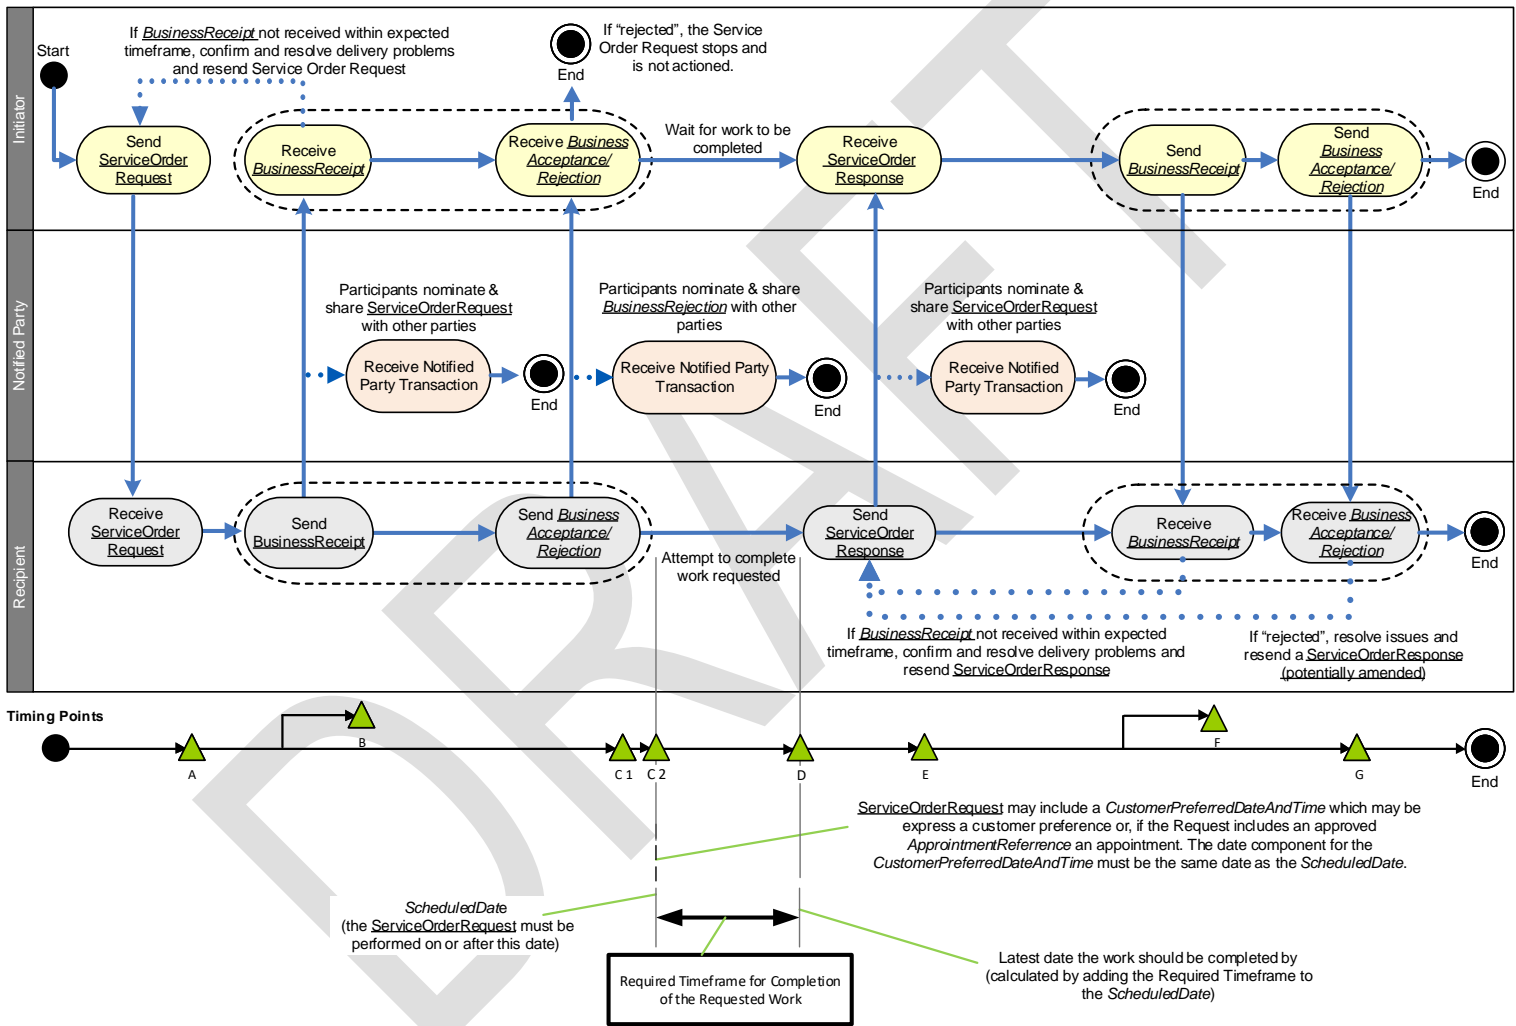 DRAFT
Initiator
Start
If BusinessReceipt not received within expected
timeframe, confirm and resolve delivery problems
and resend Service Order Request
End
If “rejected”, the Service
Order Request stops and
is not actioned.
Send
ServiceOrder
Request
Receive
BusinessReceipt
Receive Business
Acceptance/
Rejection
Wait for work to be
completed
Receive
ServiceOrder
Response
Send
BusinessReceipt
Send
Business
Acceptance/
Rejection
End
Notified Party
Participants nominate &
share ServiceOrderRequest
with other parties
Receive Notified
Party Transaction
End
Participants nominate & share
BusinessRejection with other
parties
Receive Notified Party
Transaction
End
Participants nominate &
share ServiceOrderRequest
with other parties
Receive Notified
Party Transaction
End
Recipient
Receive
ServiceOrder
Request
Send
BusinessReceipt
Send Business
Acceptance/
Rejection
Attempt to complete
work requested
Send
ServiceOrder
Response
Receive
BusinessReceipt
Receive Business
Acceptance/
Rejection
End
If BusinessReceipt not received within expected
timeframe, confirm and resolve delivery problems and
resend ServiceOrderResponse
If “rejected”, resolve issues and
resend a ServiceOrderResponse
(potentially amended)
Timing Points
A
B
C 1
C 2
D
E
F
G
End
ServiceOrderRequest may include a CustomerPreferredDateAndTime which may be
express a customer preference or, if the Request includes an approved
AppointmentReferrence an appointment. The date component for the
CustomerPreferredDateAndTime must be the same date as the ScheduledDate.
ScheduledDate
(the ServiceOrderRequest must be
performed on or after this date)
Required Timeframe for Completion
of the Requested Work
Latest date the work should be completed by
(calculated by adding the Required Timeframe to
the ScheduledDate)